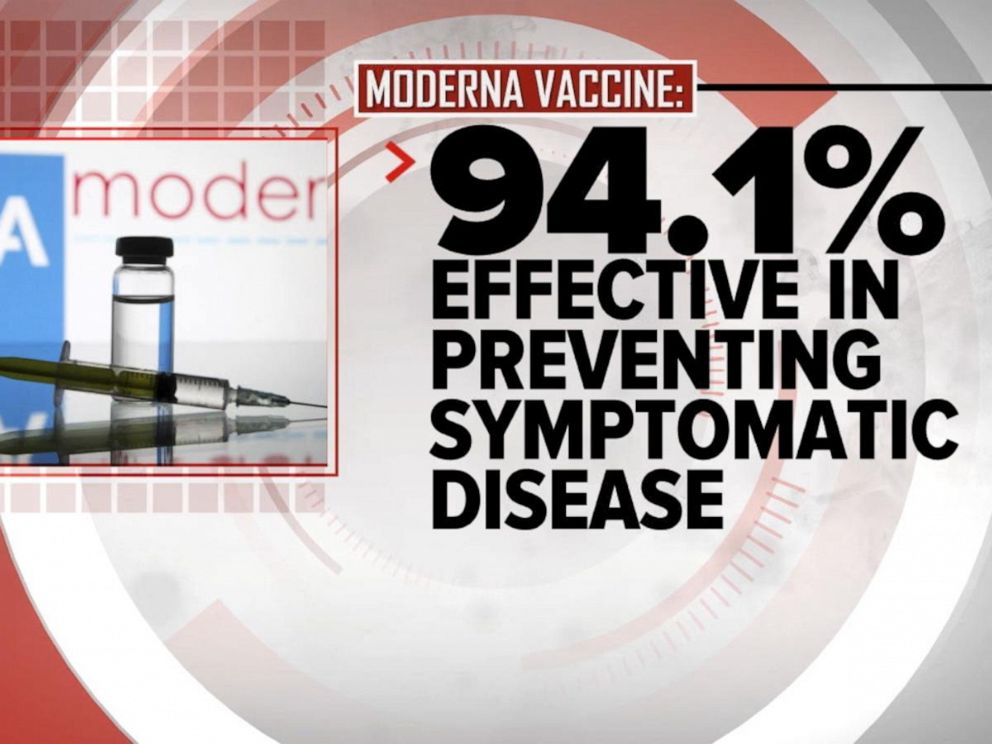 MODERNA VACCINE:
A
moder
> 94.1%
EFFECTIVE IN
PREVENTING
SYMPTOMATIC
DISEASE